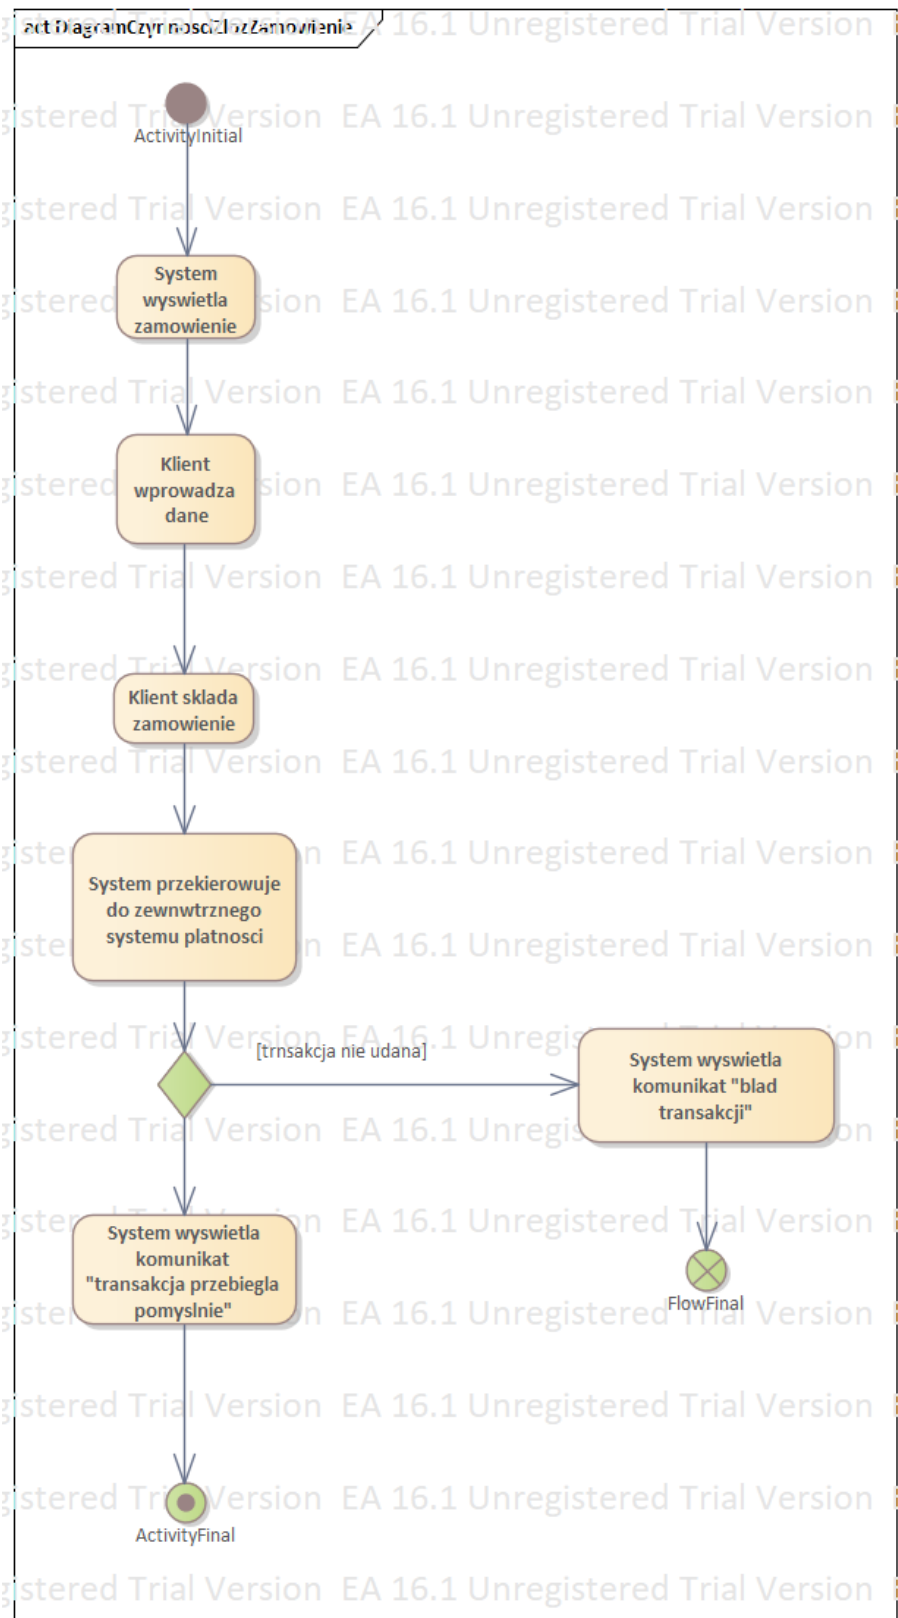 act DiagramCzynnosciZlozZamowienie
ActivityInitial
System
wyswietla
zamowienie
Klient
wprowadza
dane
Klient sklada
zamowienie
System przekierowuje
do zewnwtrznego
systemu platnosci
[trnsakcja nie udana]
System wyswietla
komunikat "blad
transakcji"
System wyswietla
komunikat
"transakcja przebiegla
pomyslnie"
FlowFinal
ActivityFinal
EA 16.1 Unregistered Trial Version